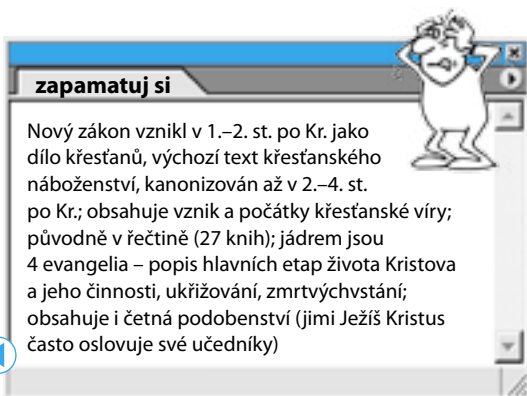 zapamatuj si
Nový zákon vznikl v 1.–2. st. po Kr. jako
dílo křesťanů, výchozí text křesťanského
náboženství, kanonizován až v 2.–4. st.
po Kr.; obsahuje vznik a počátky křesťanské víry;
původně v řečtině (27 knih); jádrem jsou
4 evangelia – popis hlavních etap života Kristova
a jeho činnosti, ukřižování, zmrtvýchvstání;
obsahuje i četná podobenství (jimi Ježíš Kristus
často oslovuje své učedníky)